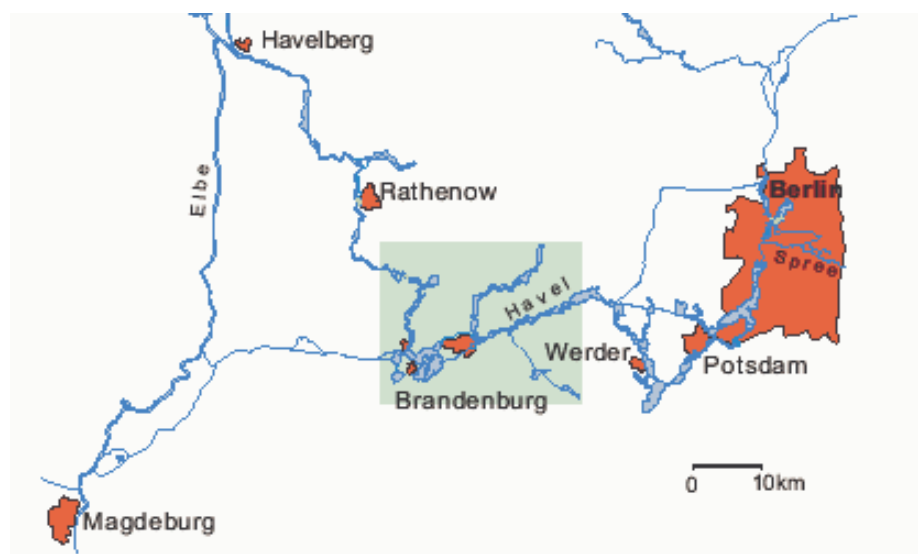 Havelberg
Elbe
Rathenow
Berlin
Spree
Havel
Werder
Potsdam
Brandenburg
0 10km
Magdeburg